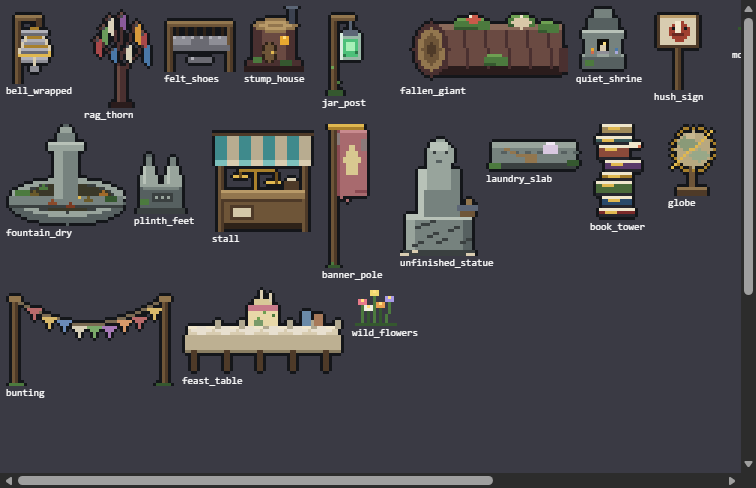 bell_wrapped
rag_thorn
felt_shoes
stump_house
jar_post
fallen_giant
quiet_shrine
hush_sign
fountain_dry
plinth_feet
stall
banner_pole
unfinished_statue
laundry_slab
book_tower
globe
bunting
feast_table
wild_flowers